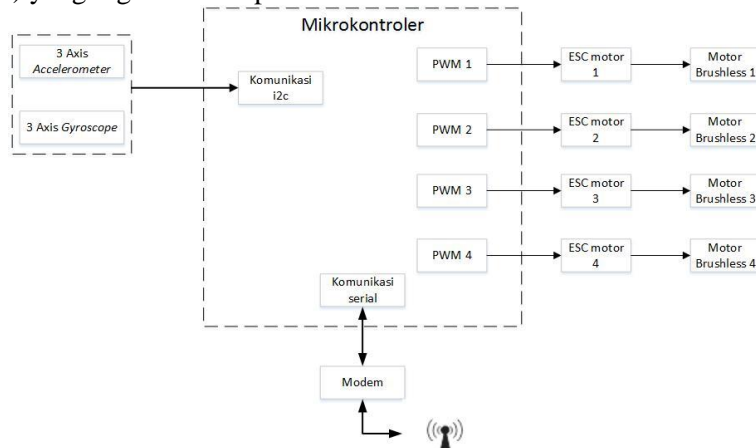 Mikrokontroler
3 Axis
Accelerometer
3 Axis Gyroscope
Komunikasi
i2c
PWM 1
ESC motor
1
Motor
Brushless 1
PWM 2
ESC motor
2
Motor
Brushless 2
PWM 3
ESC motor
3
Motor
Brushless 3
PWM 4
ESC motor
4
Motor
Brushless 4
Komunikasi
serial
Modem